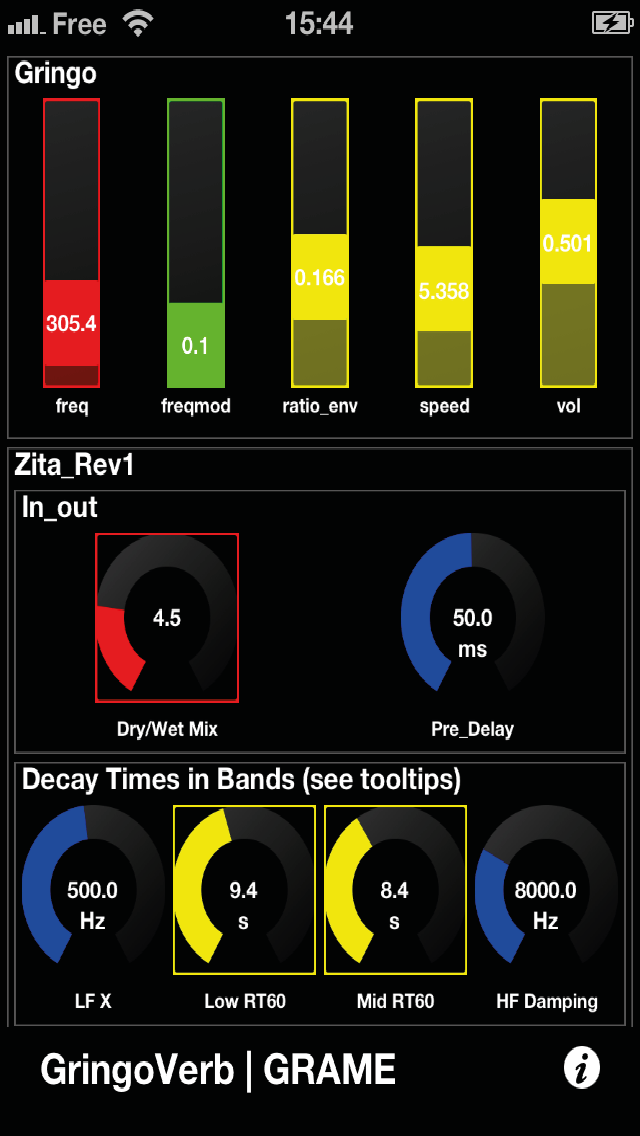 Free 15:44
Gringo
305.4 0.1 0.166 5.358 0.501
freq freqmod ratio_env speed vol
Zita_Rev1
In_out
4.5 50.0
ms
Dry/Wet Mix Pre_Delay
Decay Times in Bands (see tooltips)
500.0 9.4 8.4 8000.0
Hz s s Hz
LF X Low RT60 Mid RT60 HF Damping
GringoVerb | GRAME i